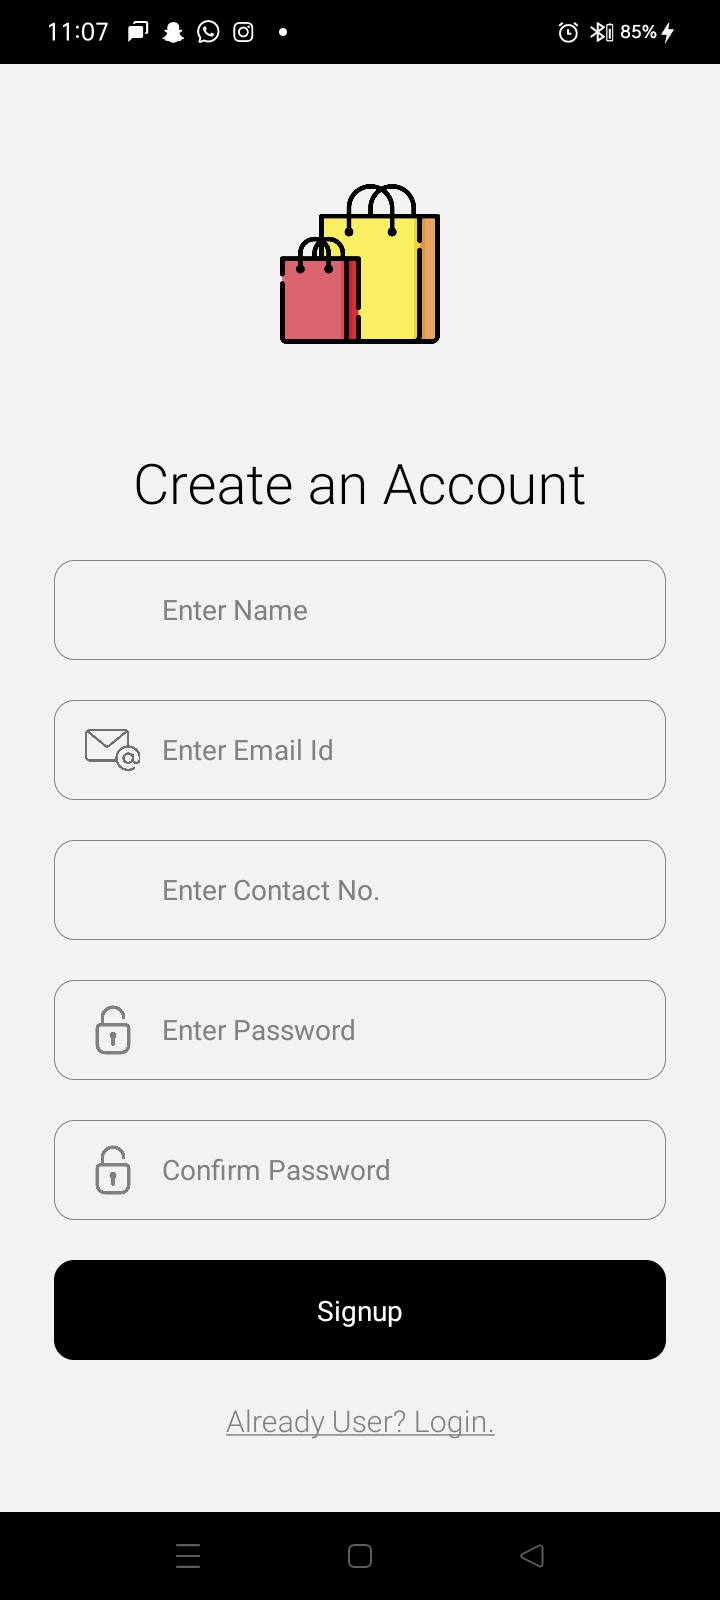 11:07
85%
Create an Account
Enter Name
Enter Email Id
Enter Contact No.
Enter Password
Confirm Password
Signup
Already User? Login.